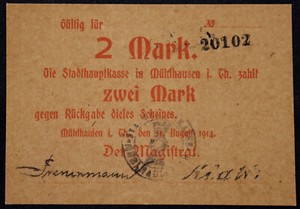 Gültig für №
20102
2 Mark.
Die Stadthauptkasse in Mühlhausen i. Th. zahlt
zwei Mark
gegen Rückgabe dieses Scheines.
Mühlhausen i. Th., den 31. August 1914.
Der Magistrat.